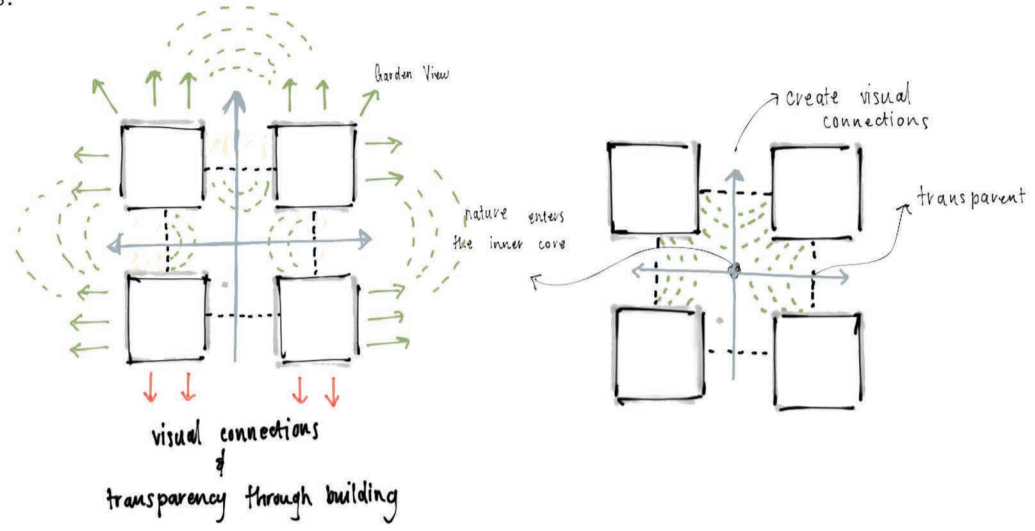 Garden View
visual connections
&
transparency through building
create visual
connections
transparent
nature enters
the inner core